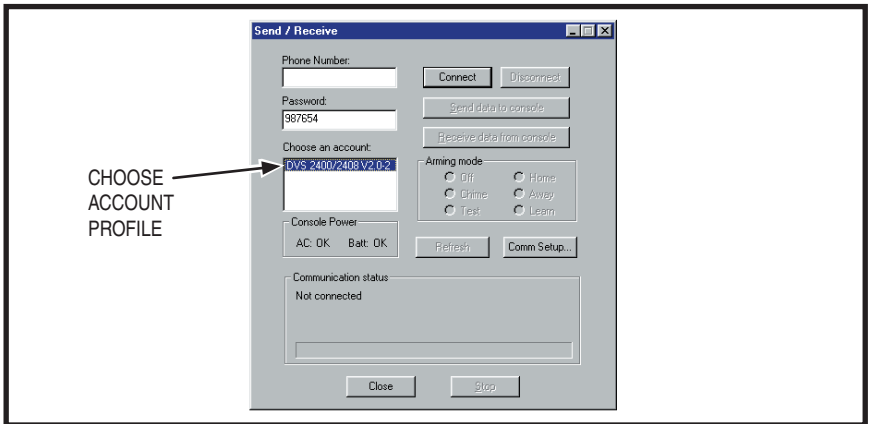 Send / Receive
Phone Number:
Connect
Disconnect
Password:
987654
Send data to console
Receive data from console
Choose an account:
DVS 2400/2408 V2.0-2
CHOOSE
ACCOUNT
PROFILE
Arming mode
Off
Home
Chime
Away
Test
Learn
Console Power
AC: OK Batt: OK
Refresh
Comm Setup...
Communication status
Not connected
Close
Stop